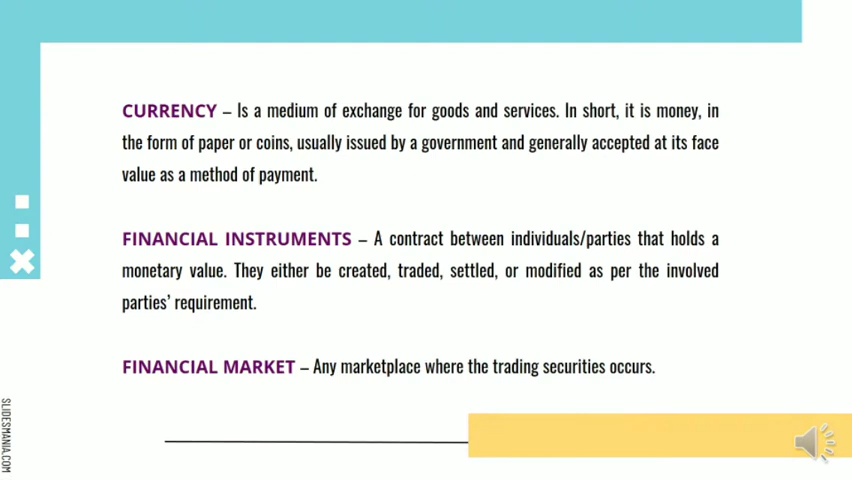 CURRENCY – Is a medium of exchange for goods and services. In short, it is money, in
the form of paper or coins, usually issued by a government and generally accepted at its face
value as a method of payment.
FINANCIAL INSTRUMENTS – A contract between individuals/parties that holds a
monetary value. They either be created, traded, settled, or modified as per the involved
parties’ requirement.
FINANCIAL MARKET – Any marketplace where the trading securities occurs.
SLIDESMANIA.COM